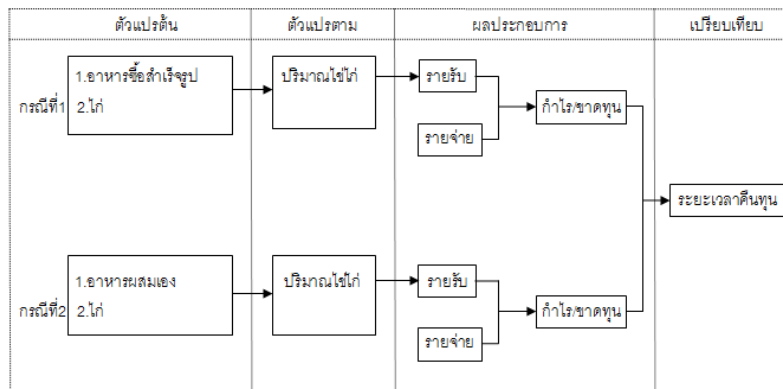 ตัวแปรต้น ตัวแปรตาม ผลประกอบการ เปรียบเทียบ
กรณีที่1
1.อาหารซื้อสำเร็จรูป
2.ไก่
ปริมาณไข่ไก่
รายรับ
รายจ่าย
กำไร/ขาดทุน
ระยะเวลาคืนทุน
กรณีที่2
1.อาหารผสมเอง
2.ไก่
ปริมาณไข่ไก่
รายรับ
รายจ่าย
กำไร/ขาดทุน